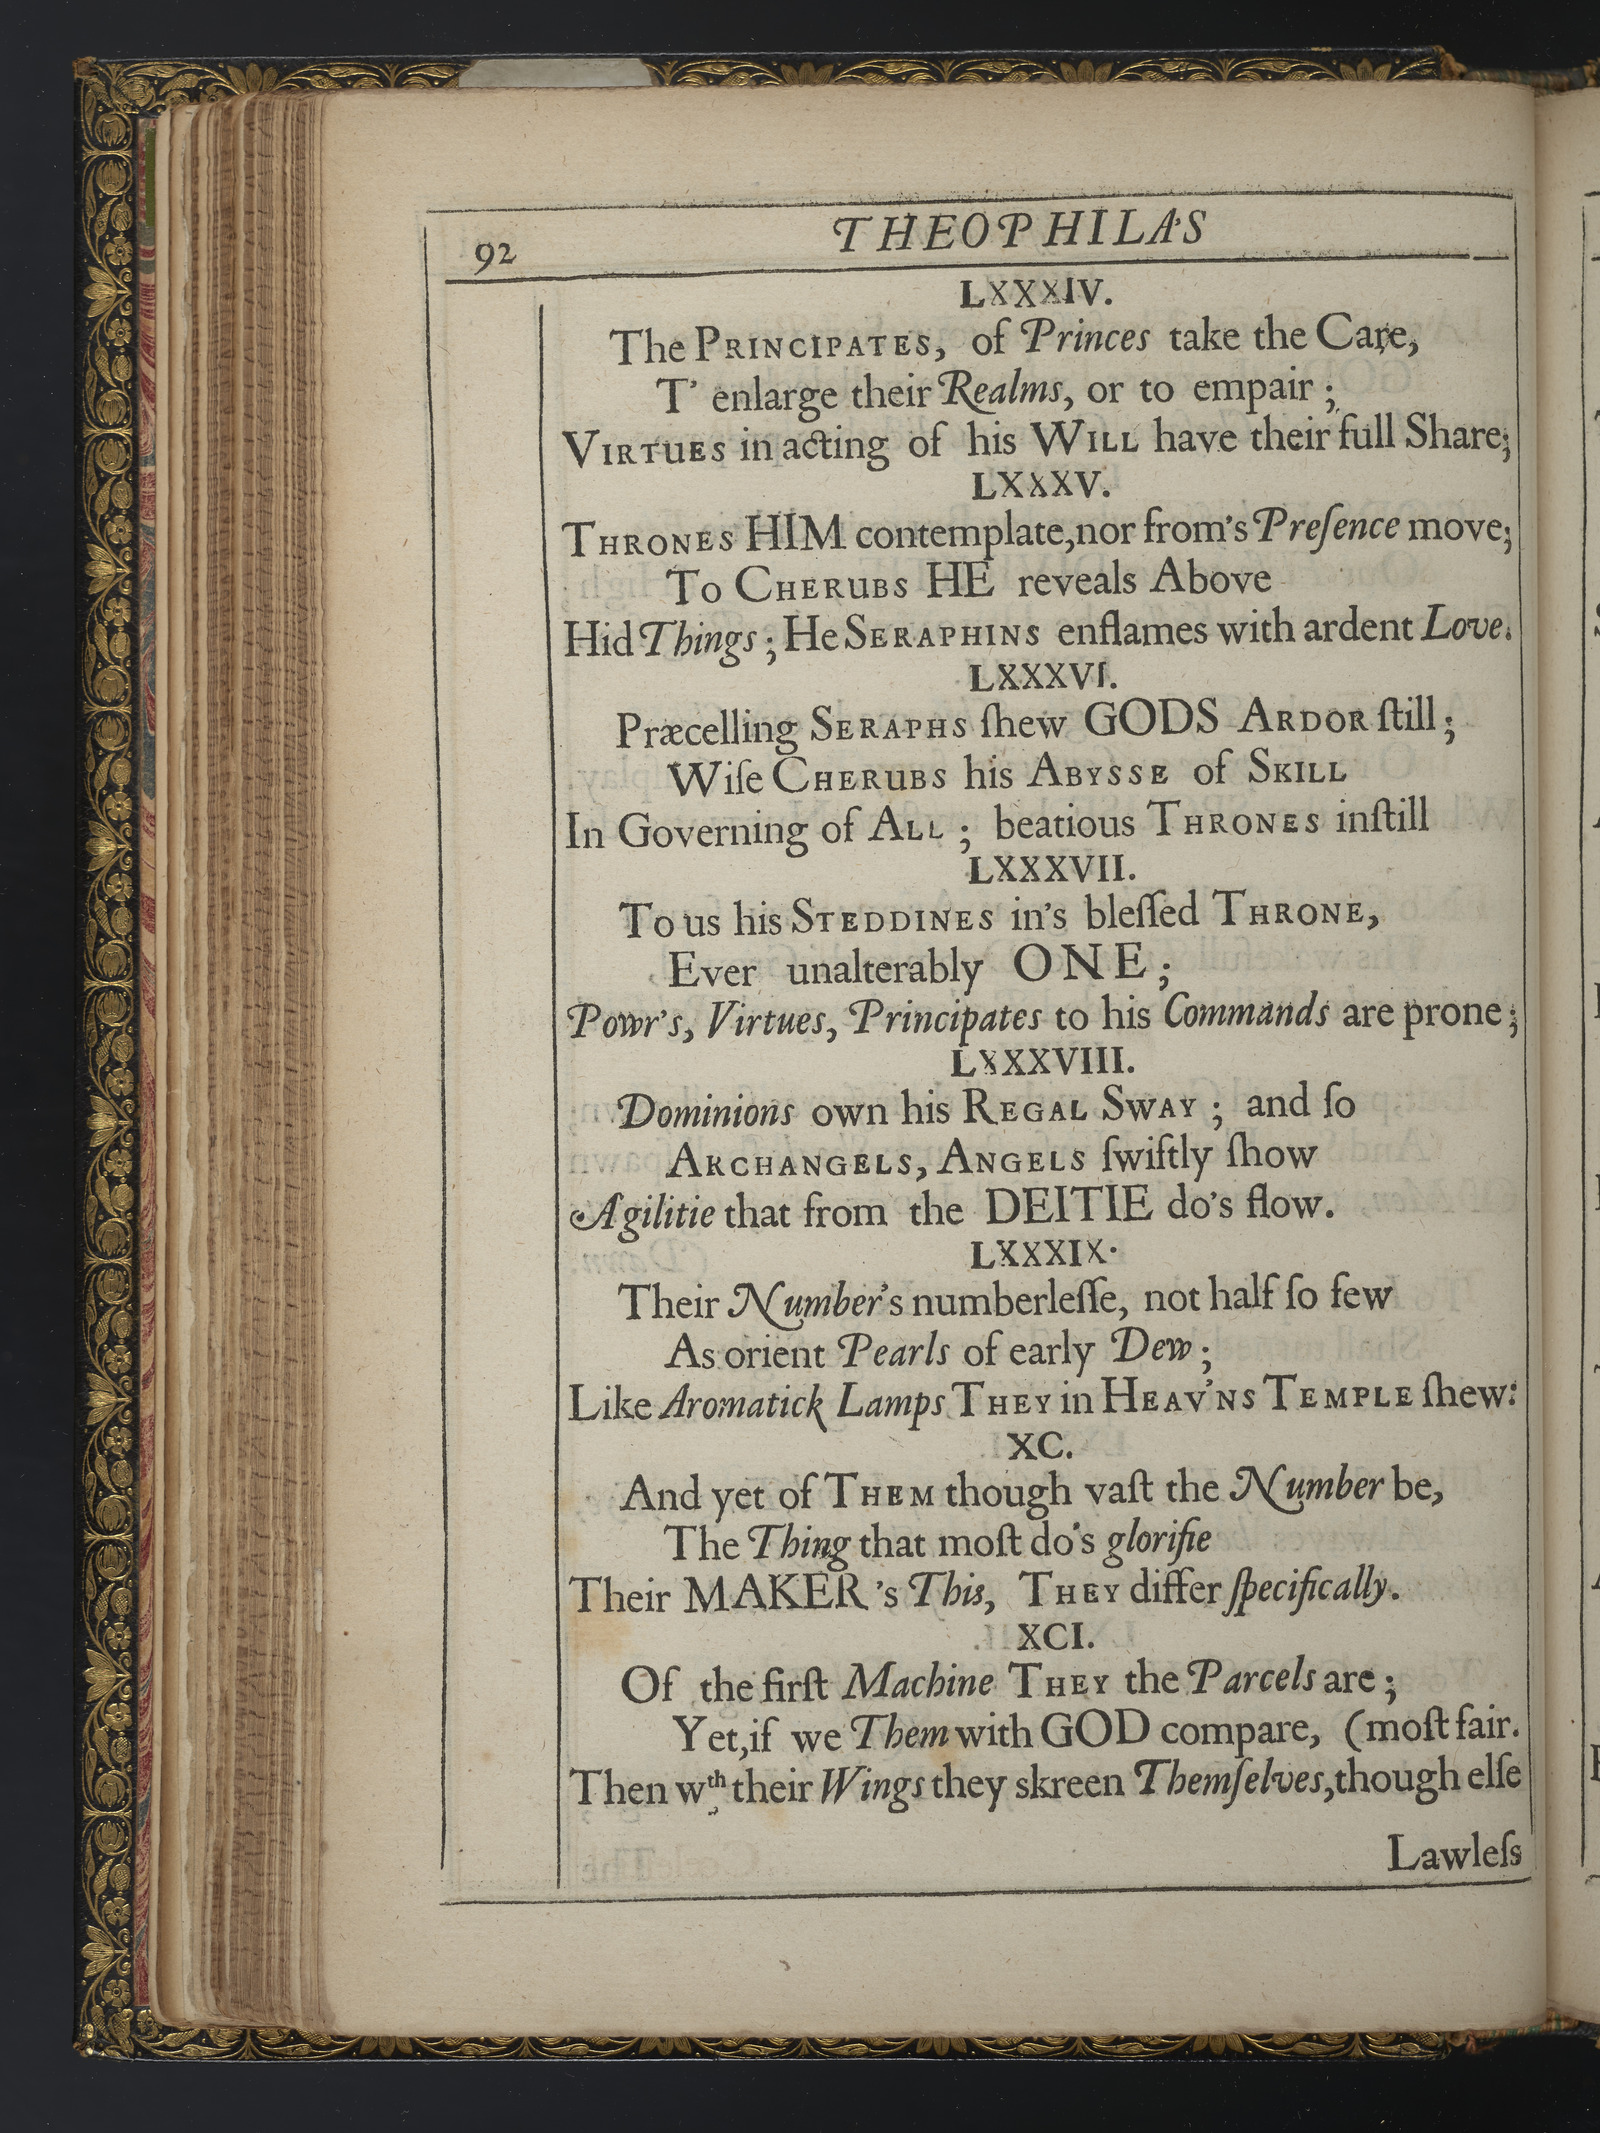 92 THEOPHILA'S
LXXXIV.
The PRINCIPATES, of Princes take the Care,
T' enlarge their Realms, or to empair;
VIRTUES in acting of his WILL have their full Share;
LXXXV.
THRONES HIM contemplate, nor from's Preſence move;
To CHERUBS HE reveals Above
Hid Things; He SERAPHINS enflames with ardent Love.
LXXXVI.
Præcelling SERAPHS ſhew GODS ARDOR ſtill;
Wiſe CHERUBS his ABYSSE of SKILL
In Governing of ALL; beatious THRONES inſtill
LXXXVII.
To us his STEDDINES in's bleſſed THRONE,
Ever unalterably ONE;
Powr's, Virtues, Principates to his Commands are prone;
LXXXVIII.
Dominions own his REGAL SWAY; and ſo
ARCHANGELS, ANGELS ſwiftly ſhow
Agilitie that from the DEITIE do's flow.
LXXXIX.
Their Number's numberleſſe, not half ſo few
As orient Pearls of early Dew;
Like Aromatick Lamps THEY in HEAV'NS TEMPLE ſhew:
XC.
And yet of THEM though vaſt the Number be,
The Thing that moſt do's glorifie
Their MAKER 's This, THEY differ ſpecifically.
XCI.
Of the firſt Machine THEY the Parcels are;
Yet, if we Them with GOD compare, (moſt fair.
Then wth their Wings they skreen Themſelves, though elſe
Lawleſs